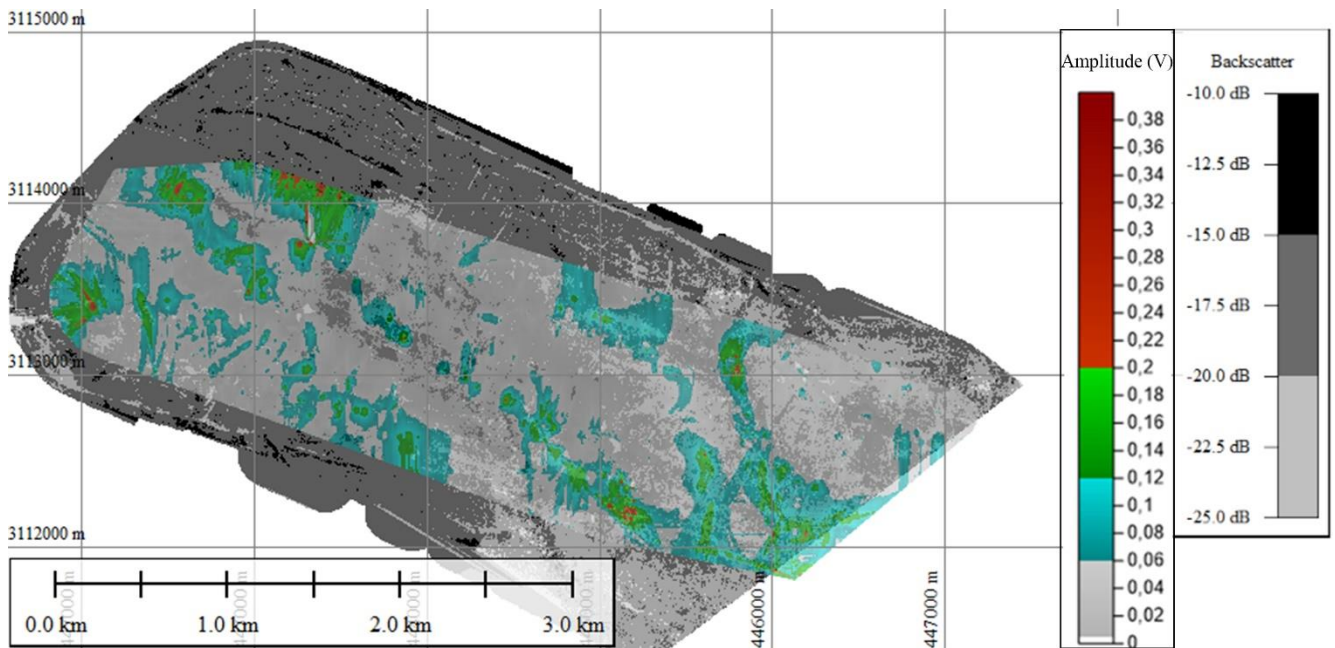 3115000 m
3114000 m
3113000 m
3112000 m
446000 m
447000 m
0.0 km 1.0 km 2.0 km 3.0 km
Amplitude (V)
0,38
0,36
0,34
0,32
0,3
0,28
0,26
0,24
0,22
0,2
0,18
0,16
0,14
0,12
0,1
0,08
0,06
0,04
0,02
0
Backscatter
-10.0 dB
-12.5 dB
-15.0 dB
-17.5 dB
-20.0 dB
-22.5 dB
-25.0 dB